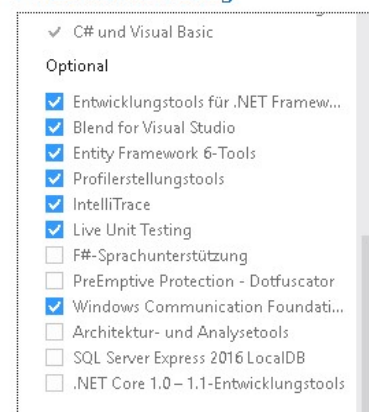 C# und Visual Basic
Optional
Entwicklungstools für .NET Framew...
Blend for Visual Studio
Entity Framework 6-Tools
Profilerstellungstools
IntelliTrace
Live Unit Testing
F#-Sprachunterstützung
PreEmptive Protection - Dotfuscator
Windows Communication Foundati...
Architektur- und Analysetools
SQL Server Express 2016 LocalDB
.NET Core 1.0 – 1.1-Entwicklungstools